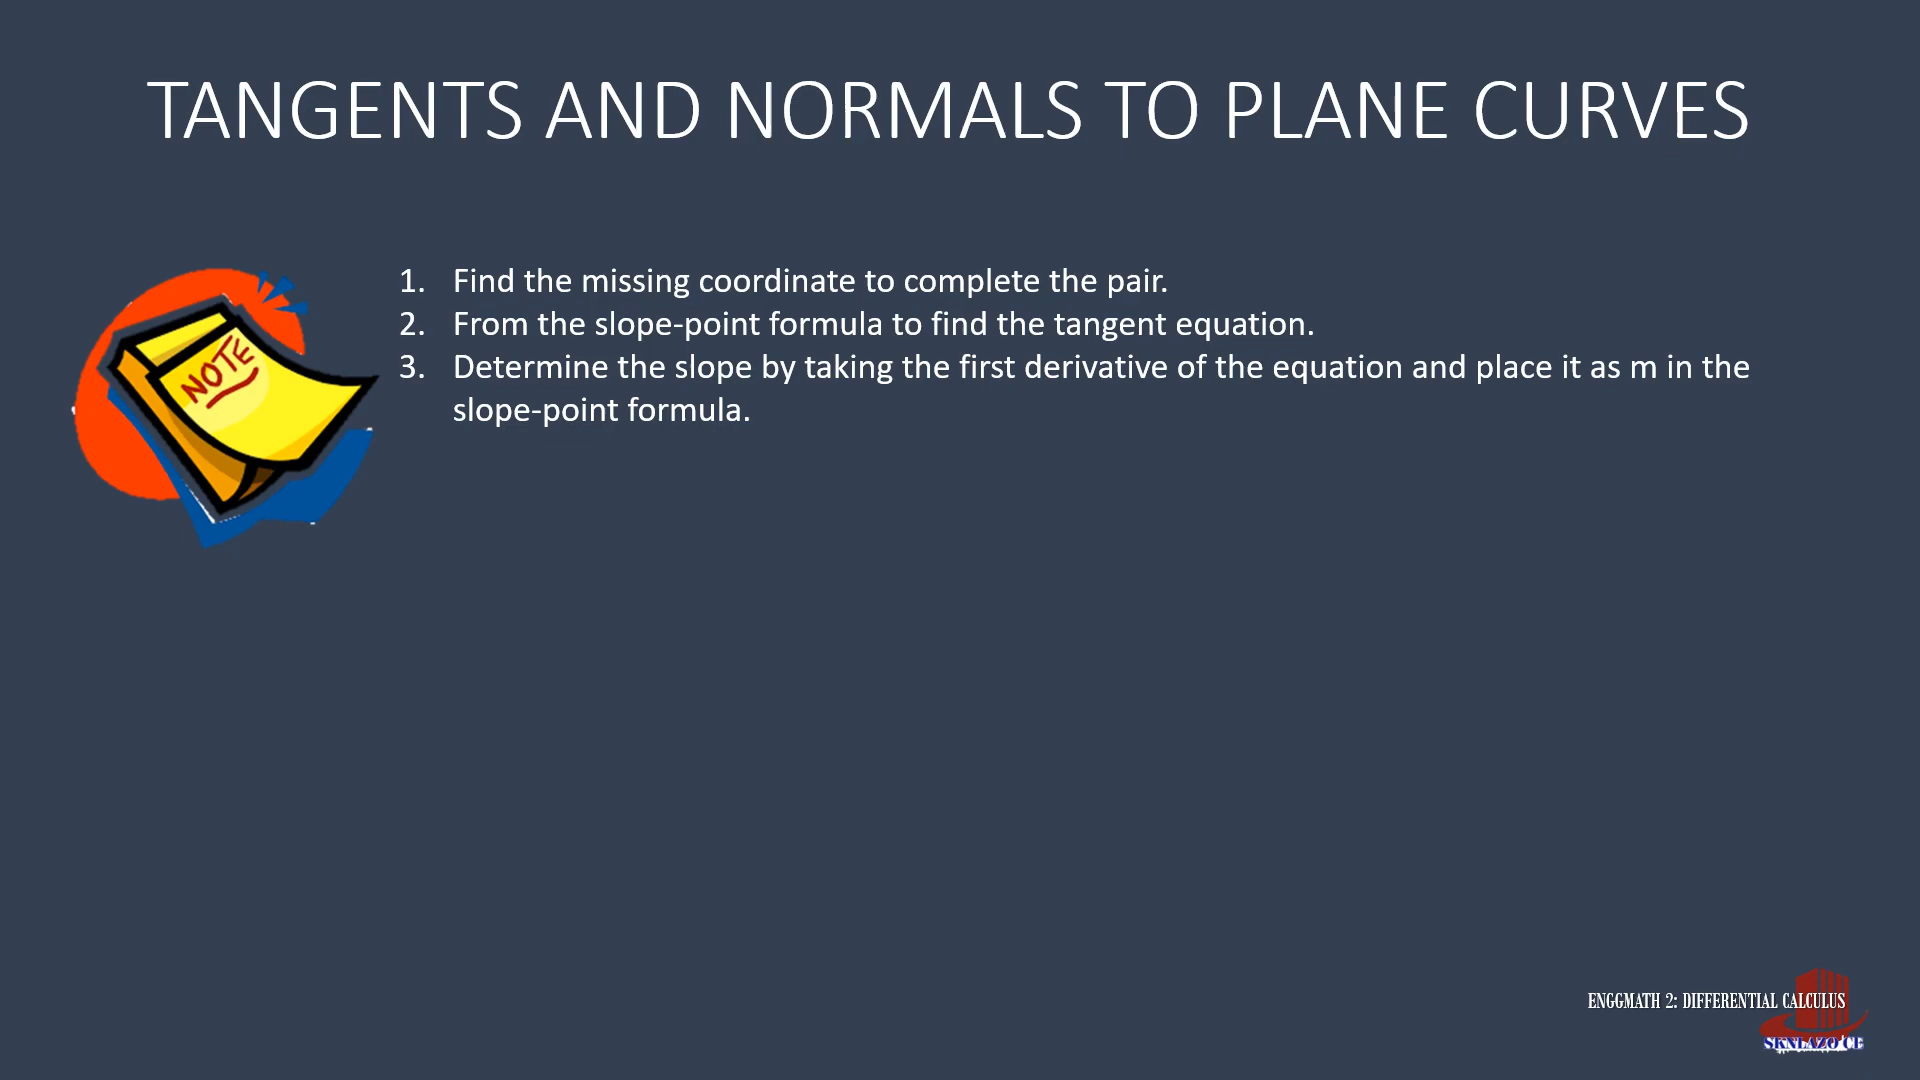 TANGENTS AND NORMALS TO PLANE CURVES
NOTE
1. Find the missing coordinate to complete the pair.
2. From the slope-point formula to find the tangent equation.
3. Determine the slope by taking the first derivative of the equation and place it as m in the
slope-point formula.
ENGGMATH 2: DIFFERENTIAL CALCULUS
SKNLAZO CE